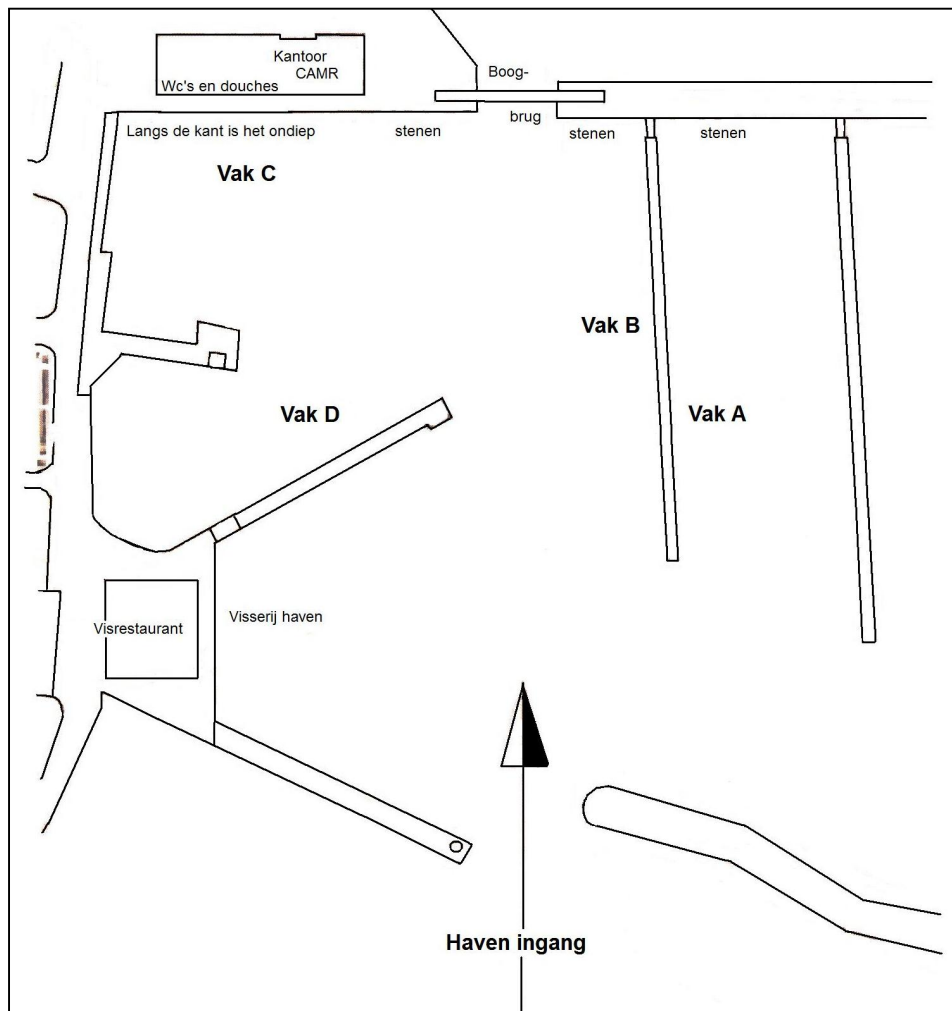 Kantoor
CAMR
Wc's en douches
Boog-
brug
Langs de kant is het ondiep
stenen
stenen
stenen
Vak C
Vak B
Vak A
Vak D
Visserij haven
Visrestaurant
Haven ingang